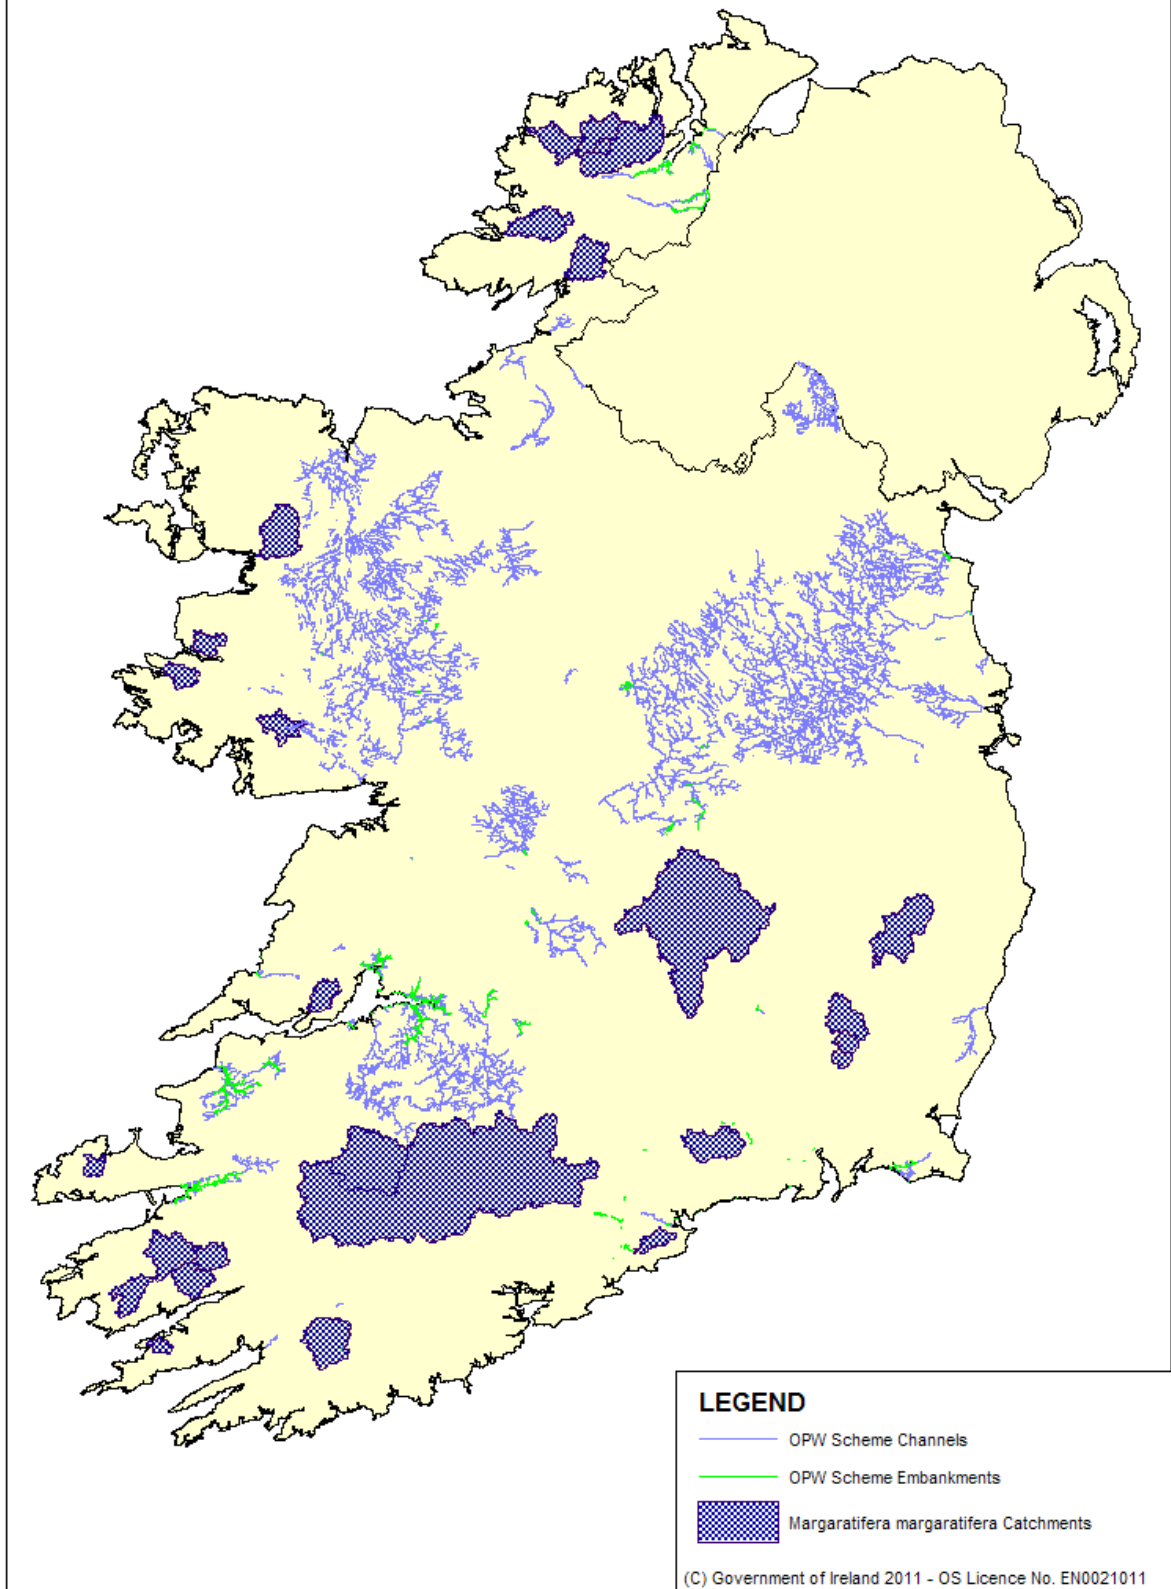 LEGEND
OPW Scheme Channels
OPW Scheme Embankments
Margaratifera margaratifera Catchments
(C) Government of Ireland 2011 - OS Licence No. EN0021011